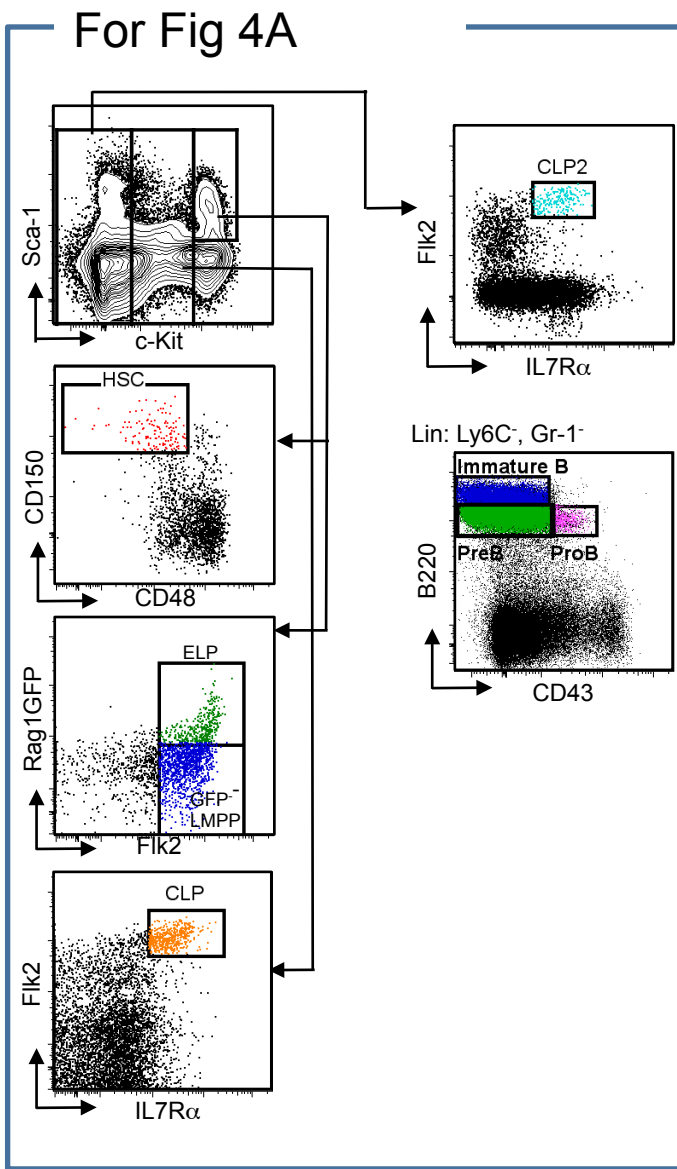 For Fig 4A
Sca-1
c-Kit
CLP2
Flk2
IL7Rα
HSC
CD150
CD48
Lin: Ly6C⁻, Gr-1⁻
Immature B
PreB
ProB
B220
CD43
ELP
Rag1GFP
GFP⁻
LMPP
Flk2
CLP
Flk2
IL7Rα